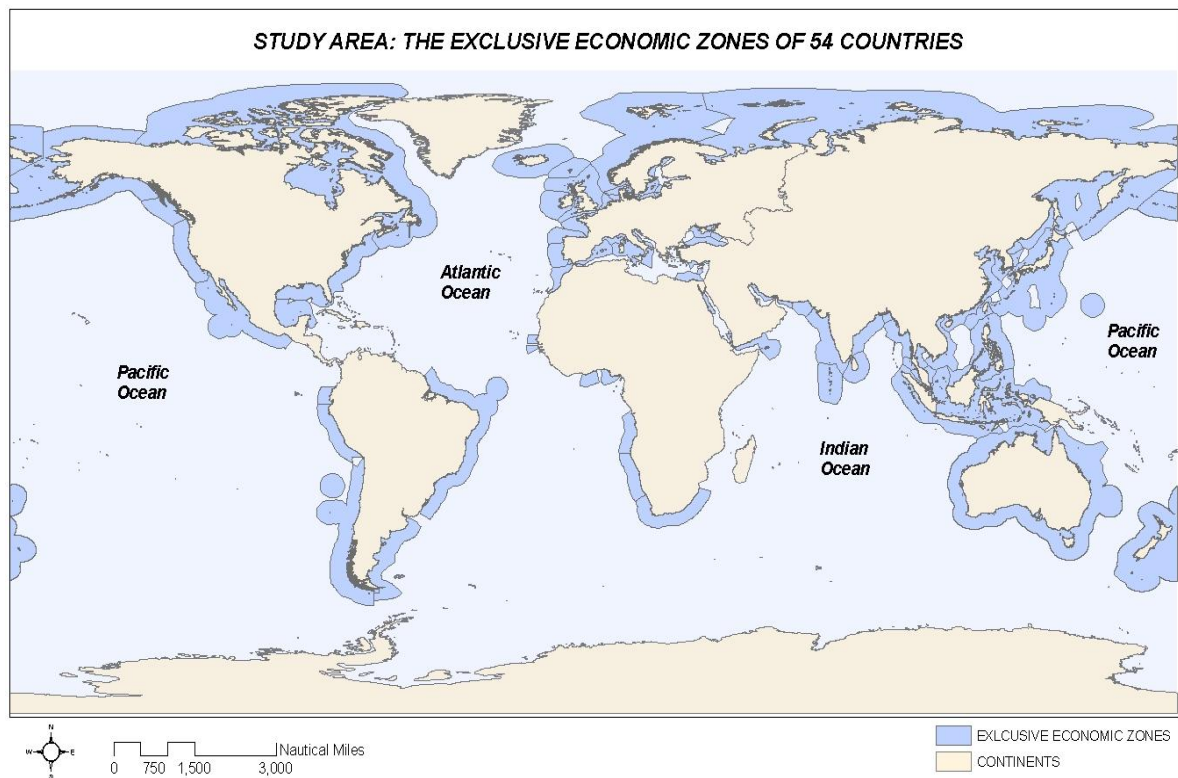 STUDY AREA: THE EXCLUSIVE ECONOMIC ZONES OF 54 COUNTRIES
Atlantic
Ocean
Pacific
Ocean
Pacific
Ocean
Indian
Ocean
N
W
E
S
Nautical Miles
0 750 1,500 3,000
EXLCUSIVE ECONOMIC ZONES
CONTINENTS